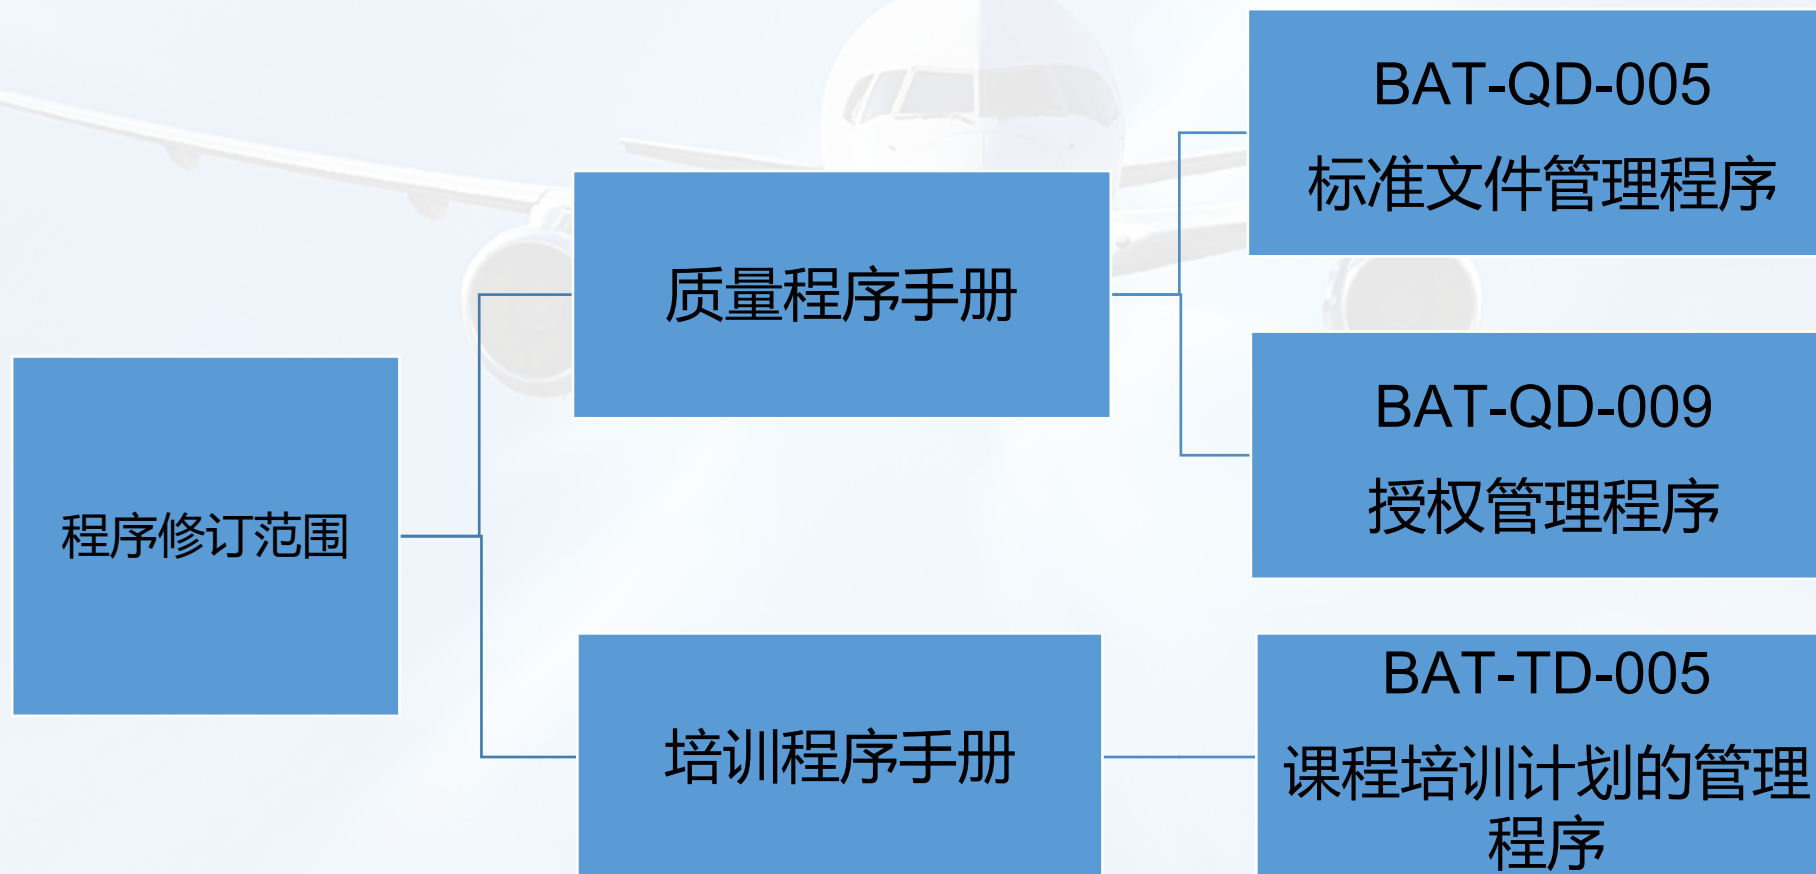 程序修订范围
质量程序手册
BAT-QD-005
标准文件管理程序
BAT-QD-009
授权管理程序
培训程序手册
BAT-TD-005
课程培训计划的管理
程序